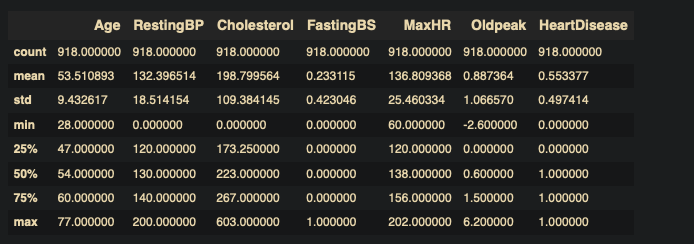 Age RestingBP Cholesterol FastingBS MaxHR Oldpeak HeartDisease
count 918.000000 918.000000 918.000000 918.000000 918.000000 918.000000 918.000000
mean 53.510893 132.396514 198.799564 0.233115 136.809368 0.887364 0.553377
std 9.432617 18.514154 109.384145 0.423046 25.460334 1.066570 0.497414
min 28.000000 0.000000 0.000000 0.000000 60.000000 -2.600000 0.000000
25% 47.000000 120.000000 173.250000 0.000000 120.000000 0.000000 0.000000
50% 54.000000 130.000000 223.000000 0.000000 138.000000 0.600000 1.000000
75% 60.000000 140.000000 267.000000 0.000000 156.000000 1.500000 1.000000
max 77.000000 200.000000 603.000000 1.000000 202.000000 6.200000 1.000000